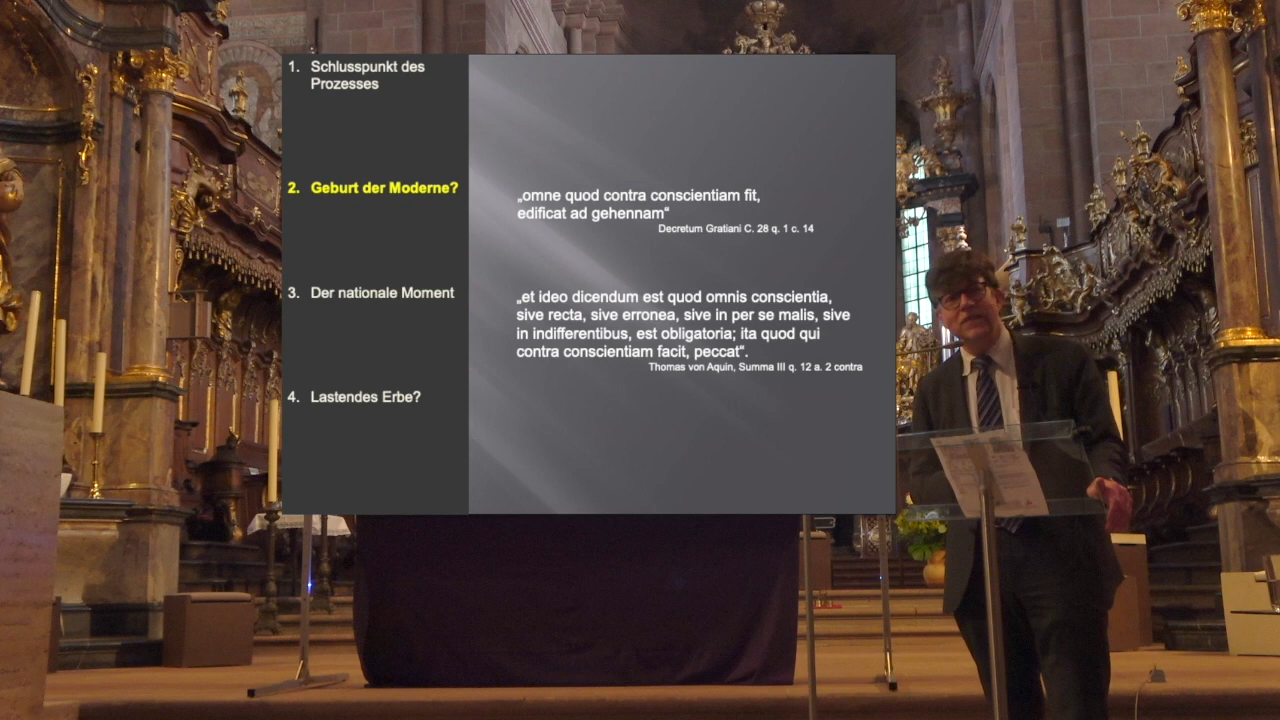 1. Schlusspunkt des
Prozesses
2. Geburt der Moderne?
3. Der nationale Moment
4. Lastendes Erbe?
„omne quod contra conscientiam fit,
edificat ad gehennam“
Decretum Gratiani C. 28 q. 1 c. 14
„et ideo dicendum est quod omnis conscientia,
sive recta, sive erronea, sive in per se malis, sive
in indifferentibus, est obligatoria; ita quod qui
contra conscientiam facit, peccat“.
Thomas von Aquin, Summa III q. 12 a. 2 contra